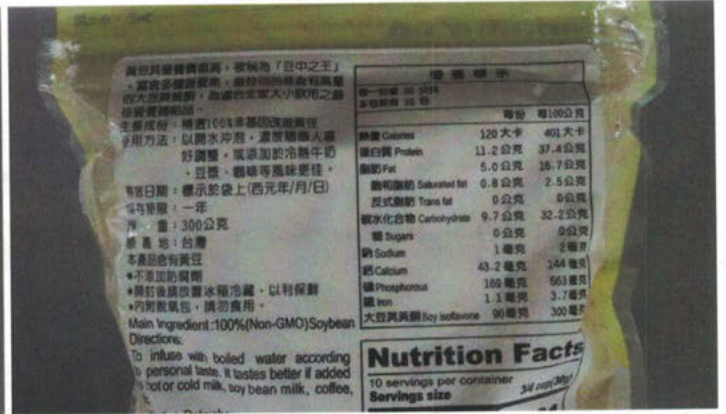 黃豆其營養價值高，被稱為「豆中之王」
主要成份：精選100%非基因改造黃豆
使用方法：以開水沖泡，濃度隨個人喜
好調整，或添加於冷熱牛奶
、豆漿、咖啡等風味更佳。
有效日期：標示於袋上(西元年/月/日)
保存期限：一年
淨 重：300公克
原 產 地：台灣
本產品含有黃豆
*不添加防腐劑
*開封後請放置冰箱冷藏，以利保鮮
*內附脫氧包，請勿食用。
Main Ingredient:100%(Non-GMO)Soybean
Directions:
To infuse with boiled water according
personal taste. It tastes better if added
hot or cold milk, soy bean milk, coffee,
營養標示
每份 每100公克
熱量 Calories 120大卡 401大卡
蛋白質 Protein 11.2公克 37.4公克
脂肪 Fat 5.0公克 16.7公克
飽和脂肪 Saturated fat 0.8公克 2.5公克
反式脂肪 Trans fat 0公克 0公克
碳水化合物 Carbohydrate 9.7公克 32.2公克
糖 Sugars 0公克 0公克
鈉 Sodium 1毫克 2毫克
鈣 Calcium 43.2毫克 144毫克
磷 Phosphorous 169毫克 563毫克
鐵 Iron 1.1毫克 3.7毫克
大豆異黃酮 Soy isoflavone 90毫克 300毫克
Nutrition Facts
10 servings per container
Servings size 3/4 cup(30g)